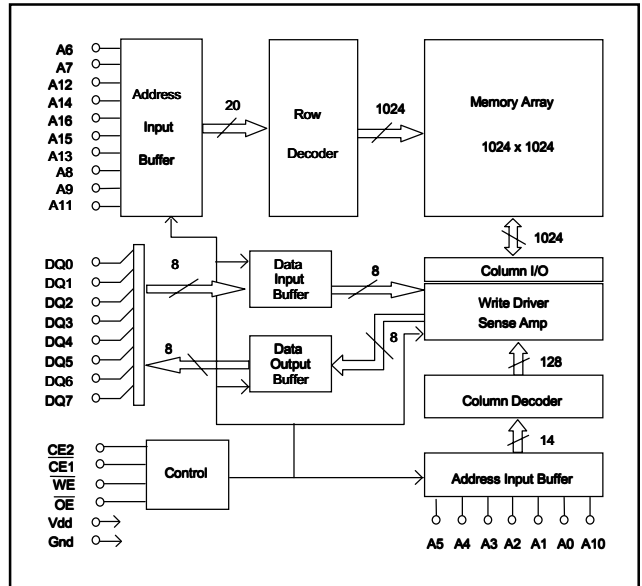 A6
A7
A12
A14
A16
A15
A13
A8
A9
A11
Address
Input
Buffer
20
Row
Decoder
1024
Memory Array
1024 x 1024
1024
DQ0
DQ1
DQ2
DQ3
DQ4
DQ5
DQ6
DQ7
8
Data
Input
Buffer
8
Column I/O
Write Driver
Sense Amp
8
Data
Output
Buffer
8
128
Column Decoder
14
Address Input Buffer
CE2
CE1
WE
OE
Vdd
Gnd
Control
A5 A4 A3 A2 A1 A0 A10